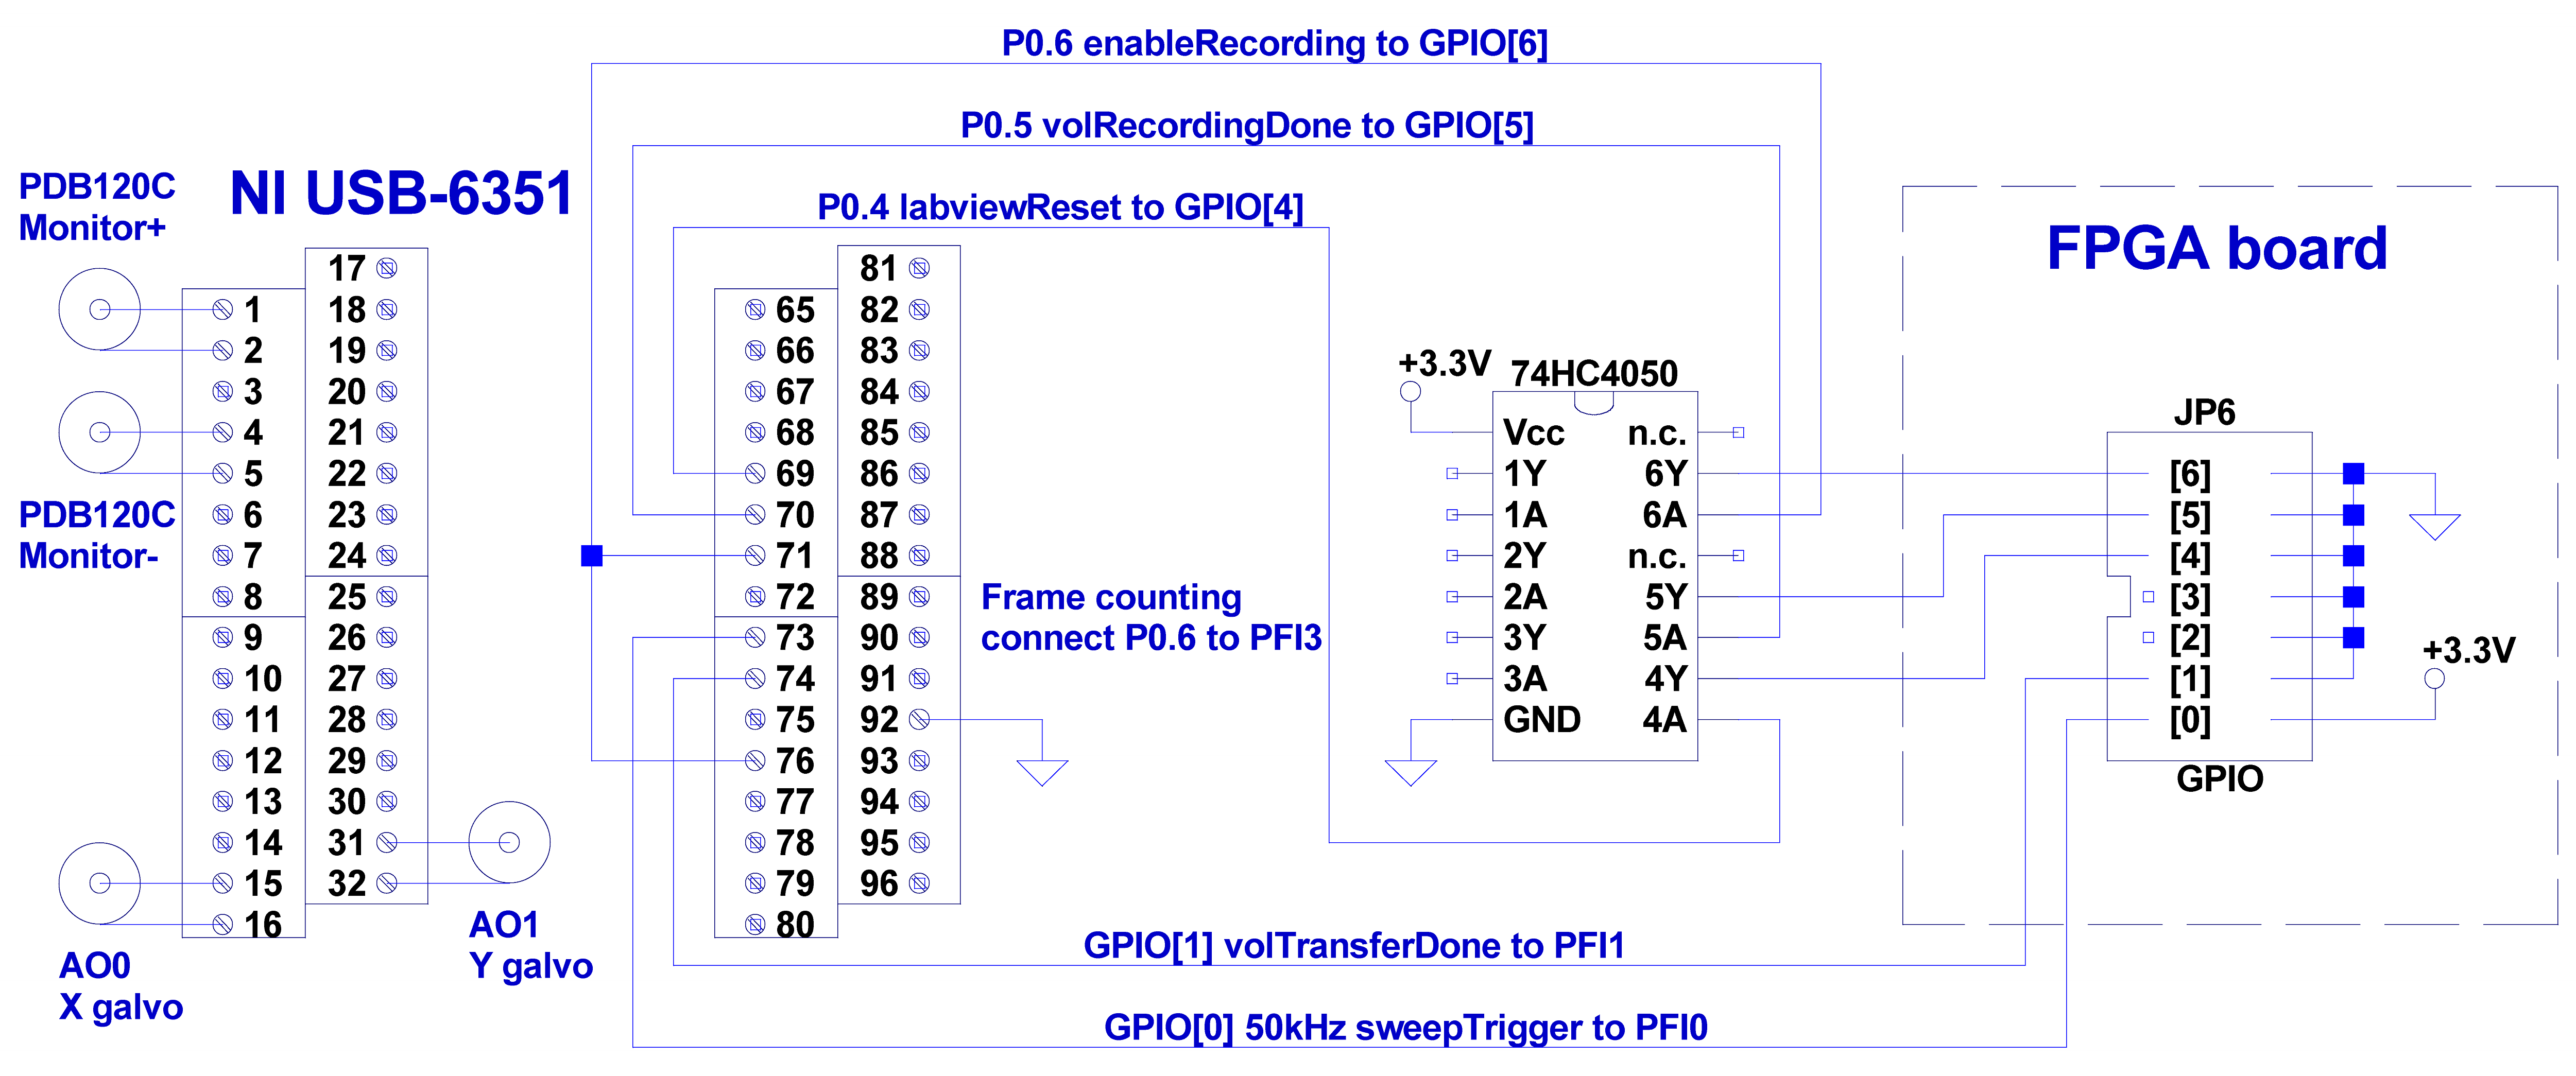 P0.6 enableRecording to GPIO[6]
P0.5 volRecordingDone to GPIO[5]
P0.4 labviewReset to GPIO[4]
PDB120C
Monitor+
NI USB-6351
PDB120C
Monitor-
1
2
3
4
5
6
7
8
9
10
11
12
13
14
15
16
17
18
19
20
21
22
23
24
25
26
27
28
29
30
31
32
AO0
X galvo
AO1
Y galvo
65
66
67
68
69
70
71
72
73
74
75
76
77
78
79
80
81
82
83
84
85
86
87
88
89
90
91
92
93
94
95
96
Frame counting
connect P0.6 to PFI3
+3.3V
74HC4050
Vcc n.c.
1Y 6Y
1A 6A
2Y n.c.
2A 5Y
3Y 5A
3A 4Y
GND 4A
FPGA board
JP6
[6]
[5]
[4]
[3]
[2]
[1]
[0]
GPIO
+3.3V
GPIO[1] volTransferDone to PFI1
GPIO[0] 50kHz sweepTrigger to PFI0